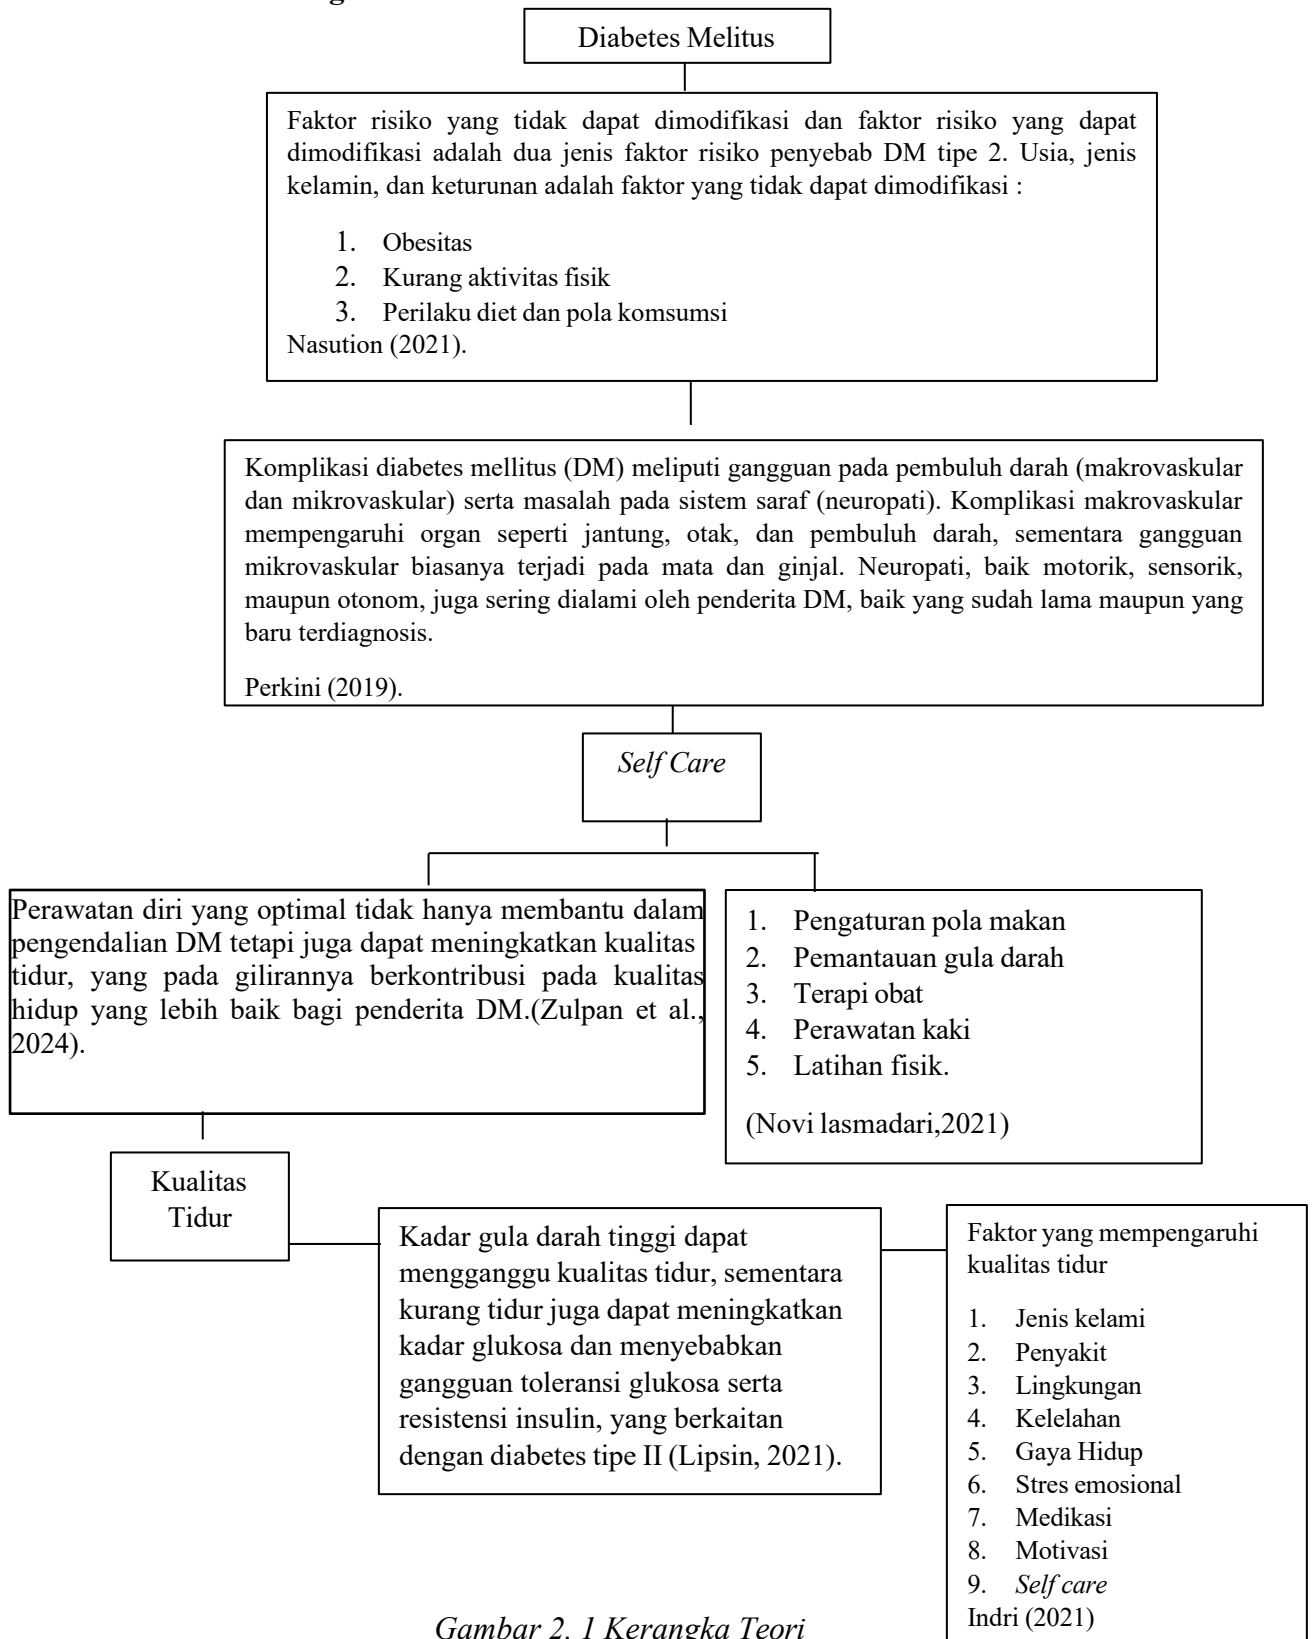 Diabetes Melitus
Faktor risiko yang tidak dapat dimodifikasi dan faktor risiko yang dapat
dimodifikasi adalah dua jenis faktor risiko penyebab DM tipe 2. Usia, jenis
kelamin, dan keturunan adalah faktor yang tidak dapat dimodifikasi :
1. Obesitas
2. Kurang aktivitas fisik
3. Perilaku diet dan pola komsumsi
Nasution (2021).
Komplikasi diabetes mellitus (DM) meliputi gangguan pada pembuluh darah (makrovaskular
dan mikrovaskular) serta masalah pada sistem saraf (neuropati). Komplikasi makrovaskular
mempengaruhi organ seperti jantung, otak, dan pembuluh darah, sementara gangguan
mikrovaskular biasanya terjadi pada mata dan ginjal. Neuropati, baik motorik, sensorik,
maupun otonom, juga sering dialami oleh penderita DM, baik yang sudah lama maupun yang
baru terdiagnosis.
Perkini (2019).
Self Care
Perawatan diri yang optimal tidak hanya membantu dalam
pengendalian DM tetapi juga dapat meningkatkan kualitas
tidur, yang pada gilirannya berkontribusi pada kualitas
hidup yang lebih baik bagi penderita DM.(Zulpan et al.,
2024).
1. Pengaturan pola makan
2. Pemantauan gula darah
3. Terapi obat
4. Perawatan kaki
5. Latihan fisik.
(Novi lasmadari,2021)
Kualitas
Tidur
Kadar gula darah tinggi dapat
mengganggu kualitas tidur, sementara
kurang tidur juga dapat meningkatkan
kadar glukosa dan menyebabkan
gangguan toleransi glukosa serta
resistensi insulin, yang berkaitan
dengan diabetes tipe II (Lipsin, 2021).
Faktor yang mempengaruhi
kualitas tidur
1. Jenis kelami
2. Penyakit
3. Lingkungan
4. Kelelahan
5. Gaya Hidup
6. Stres emosional
7. Medikasi
8. Motivasi
9. Self care
Indri (2021)
Gambar 2. 1 Kerangka Teori